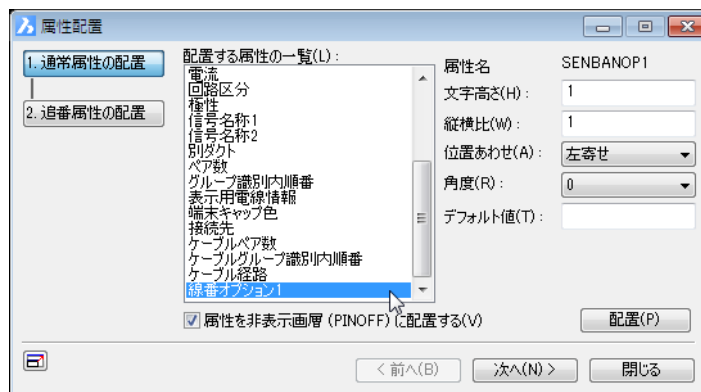 属性配置
1. 通常属性の配置
2. 追番属性の配置
配置する属性の一覧(L) :
電流
回路区分
極性
信号名称1
信号名称2
別ダクト
ペア数
グループ識別内順番
表示用電線情報
端末キャップ色
接続先
ケーブルペア数
ケーブルグループ識別内順番
ケーブル経路
線番オプション1
属性を非表示画層 (PINOFF) に配置する(V)
属性名 SENBANOP1
文字高さ(H) : 1
縦横比(W) : 1
位置あわせ(A) : 左寄せ
角度(R) : 0
デフォルト値(T) :
配置(P)
< 前へ(B) 次へ(N) > 閉じる